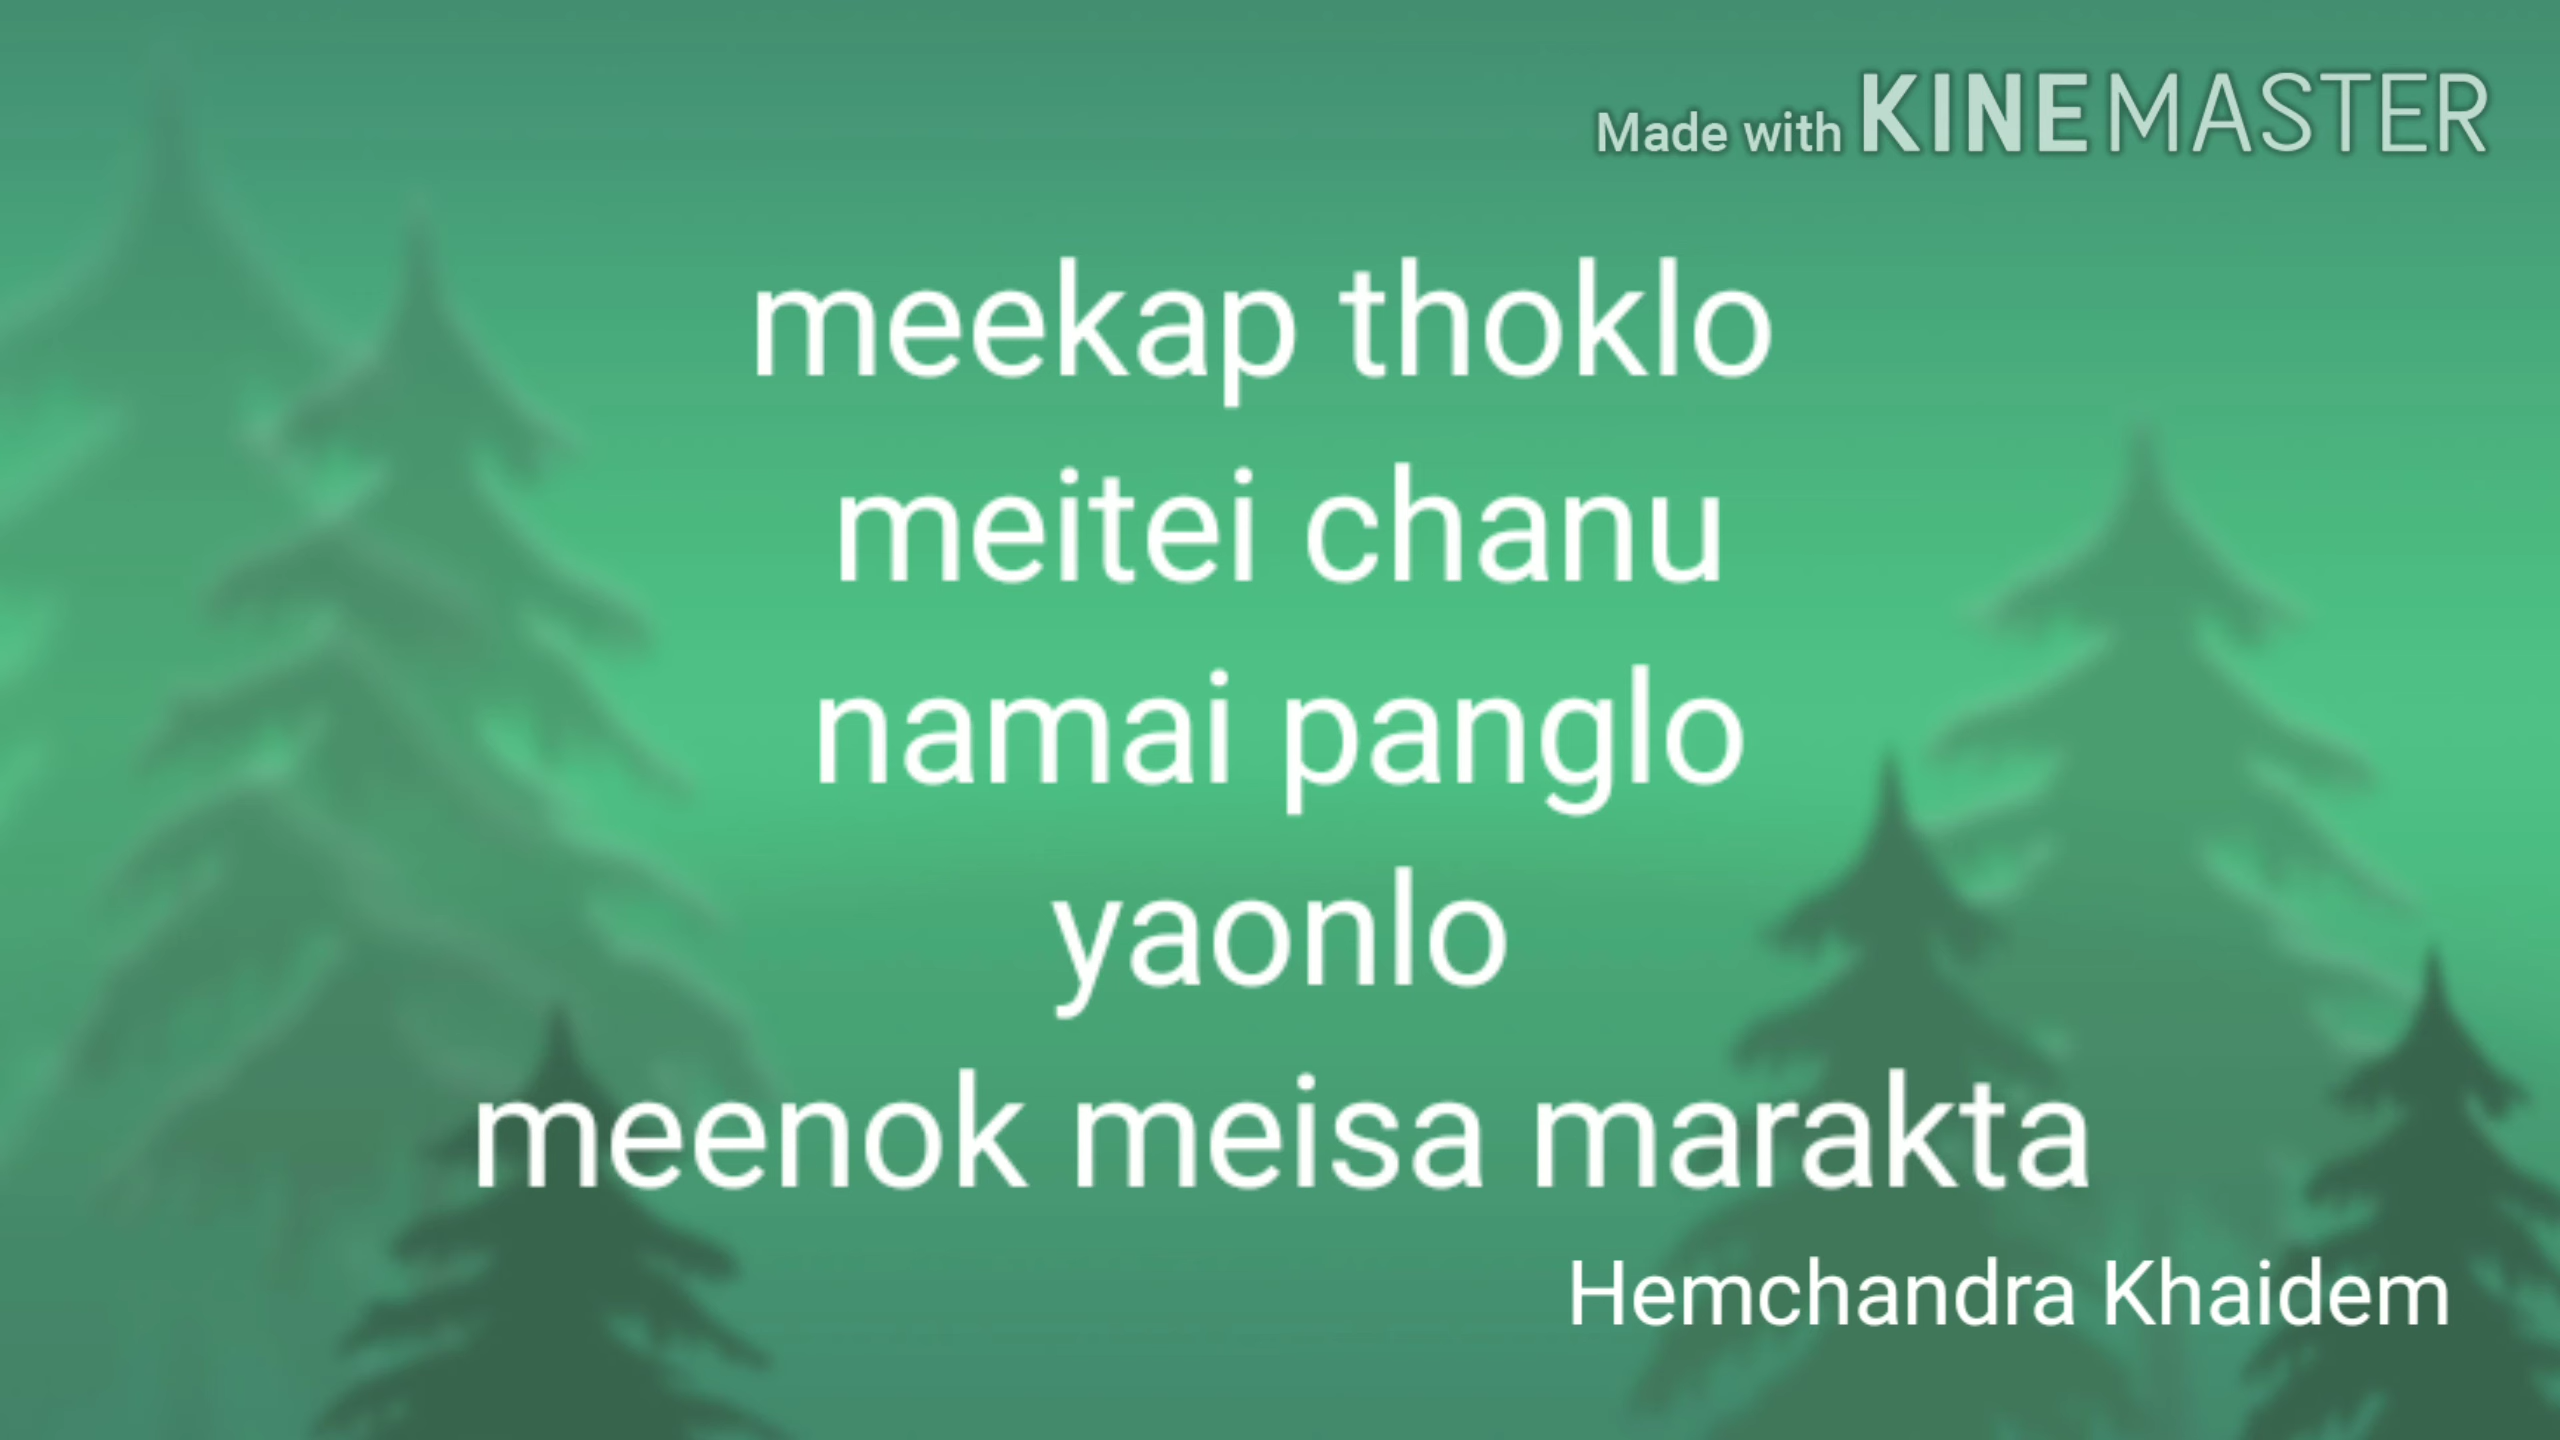 Made with KINEMASTER
meekap thoklo
meitei chanu
namai panglo
yaonlo
meenok meisa marakta
Hemchandra Khaidem